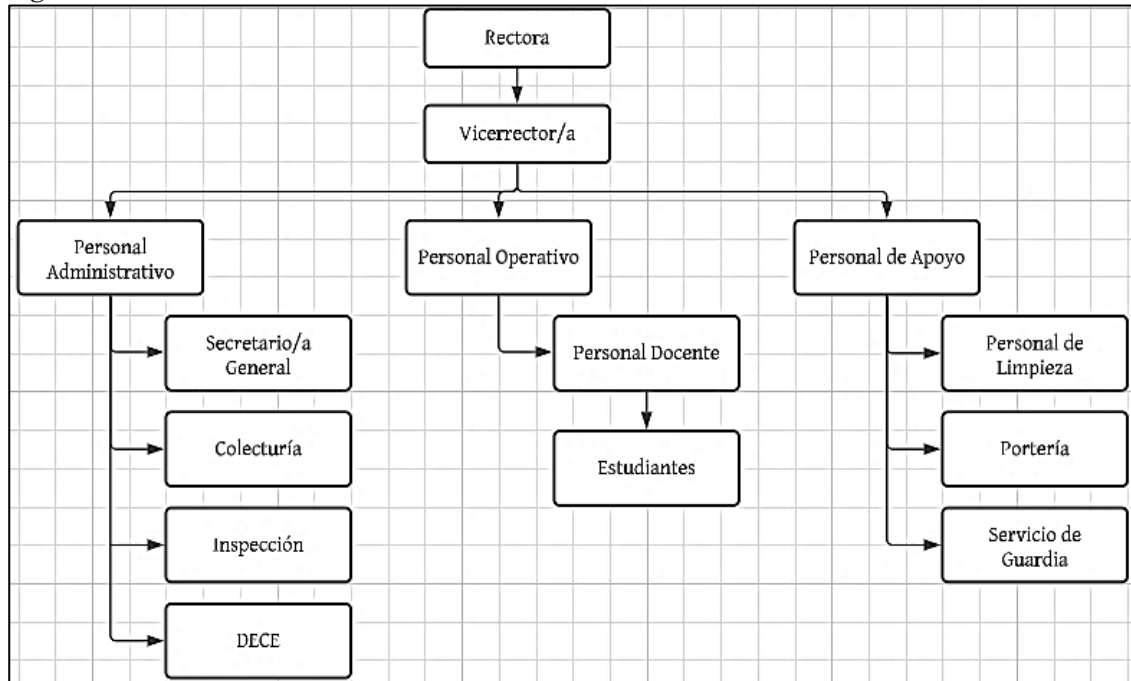 Rectora
Vicerrector/a
Personal
Administrativo
Personal Operativo
Personal de Apoyo
Secretario/a
General
Personal Docente
Personal de
Limpieza
Colecturía
Estudiantes
Portería
Inspección
Servicio de
Guardia
DECE